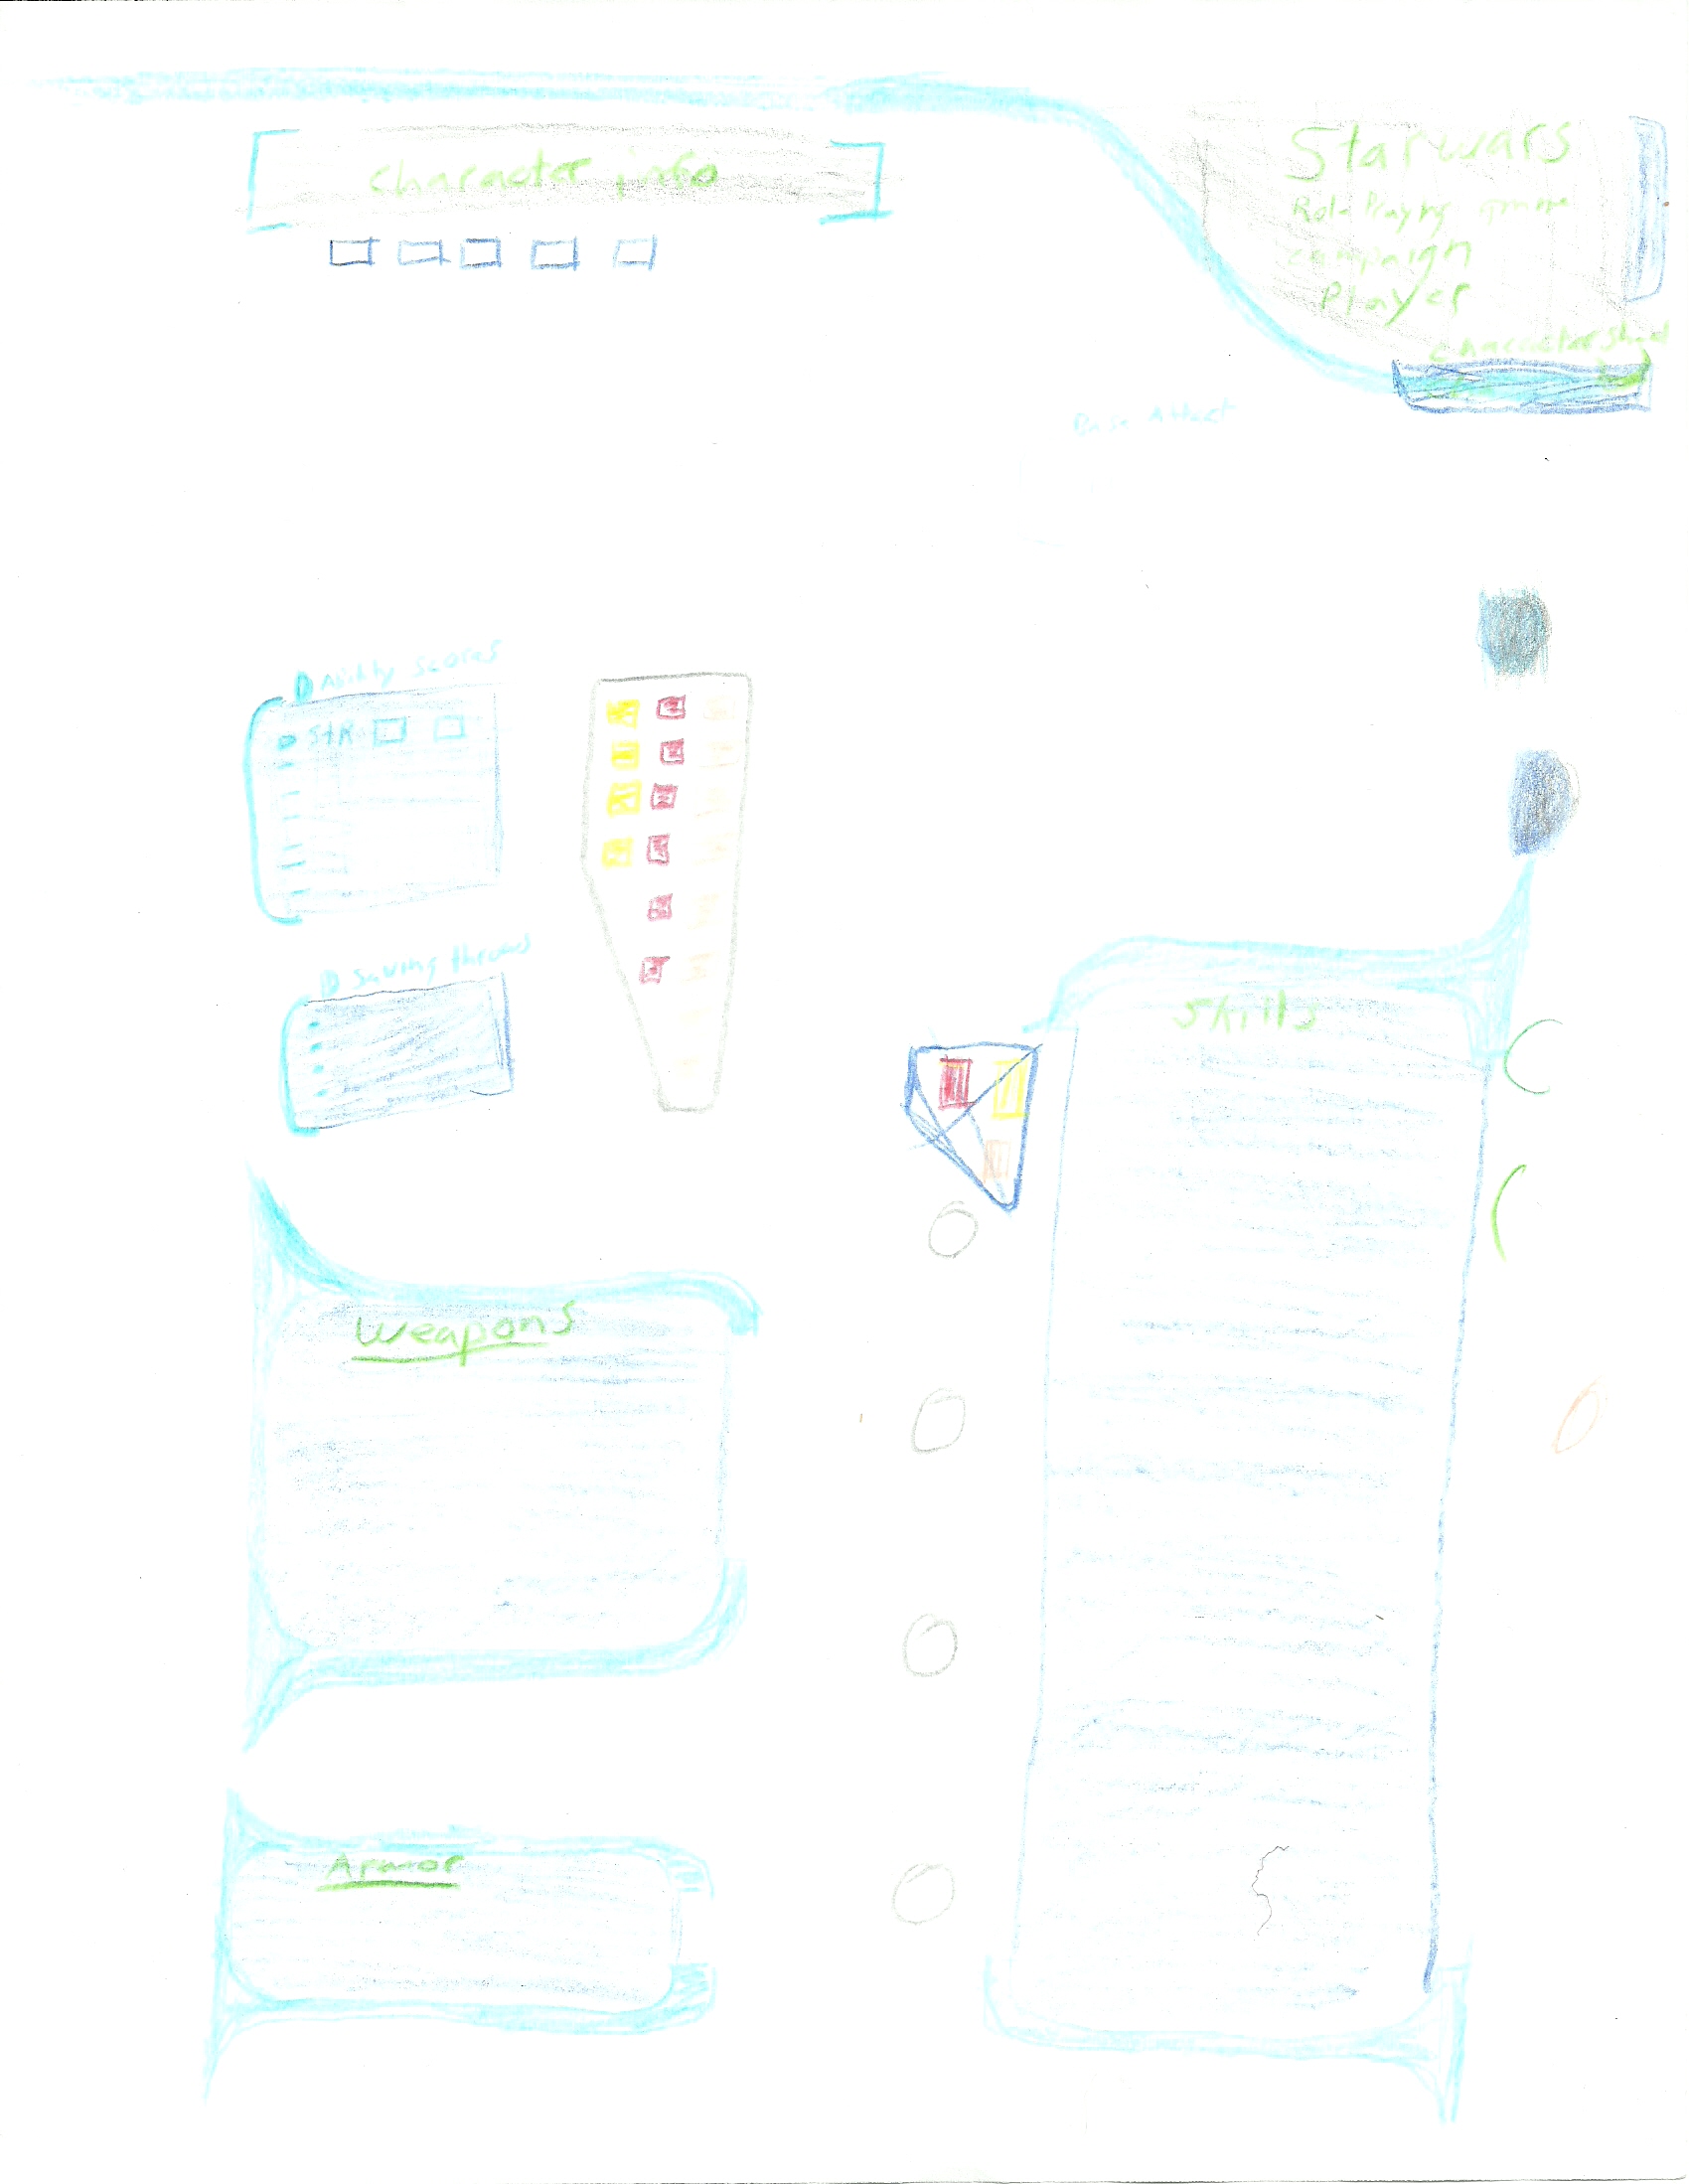 Character info
Starwars
Role Playing game
campaign
Player
character sheet
Base Attack
Ability Scores
STR
Saving throws
Skills
Weapons
Armor